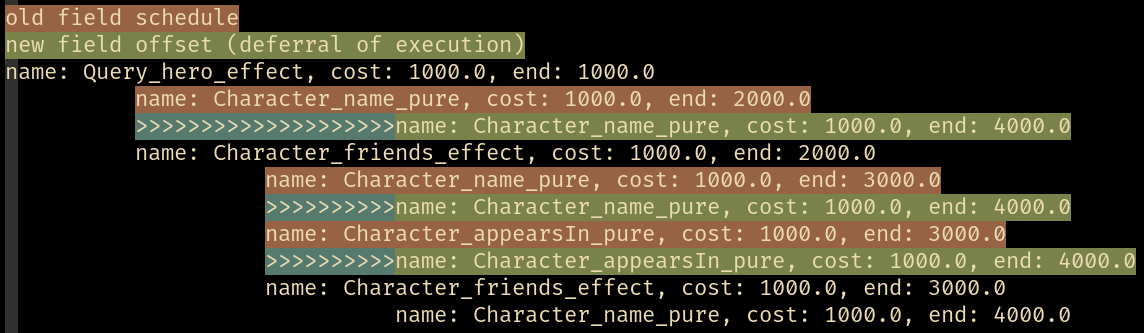 old field schedule
new field offset (deferral of execution)
name: Query_hero_effect, cost: 1000.0, end: 1000.0
name: Character_name_pure, cost: 1000.0, end: 2000.0
>>>>>>>>>>>>>>>>>>>>name: Character_name_pure, cost: 1000.0, end: 4000.0
name: Character_friends_effect, cost: 1000.0, end: 2000.0
name: Character_name_pure, cost: 1000.0, end: 3000.0
>>>>>>>>>>name: Character_name_pure, cost: 1000.0, end: 4000.0
name: Character_appearsIn_pure, cost: 1000.0, end: 3000.0
>>>>>>>>>>name: Character_appearsIn_pure, cost: 1000.0, end: 4000.0
name: Character_friends_effect, cost: 1000.0, end: 3000.0
name: Character_name_pure, cost: 1000.0, end: 4000.0